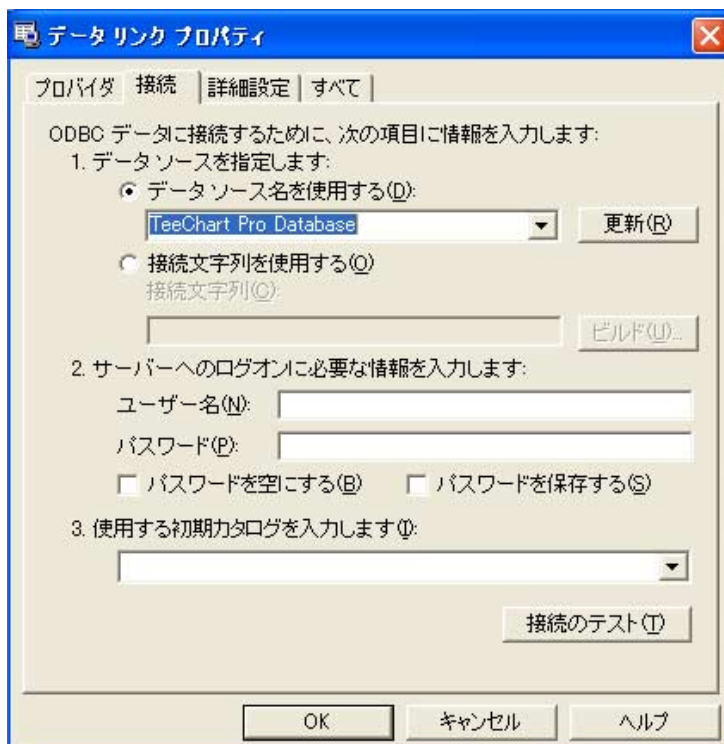 データ リンク プロパティ
プロバイダ 接続 詳細設定 すべて
ODBC データに接続するために、次の項目に情報を入力します:
1. データ ソースを指定します:
データ ソース名を使用する(D):
TeeChart Pro Database 更新(R)
接続文字列を使用する(O)
接続文字列(C):
ビルド(U)...
2. サーバーへのログオンに必要な情報を入力します:
ユーザー名(N):
パスワード(P):
パスワードを空にする(B) パスワードを保存する(S)
3. 使用する初期カタログを入力します(I):
接続のテスト(T)
OK キャンセル ヘルプ